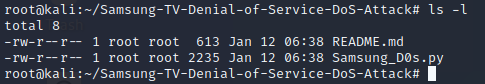 root@kali:~/Samsung-TV-Denial-of-Service-DoS-Attack# ls -l
total 8
-rw-r--r-- 1 root root  613 Jan 12 06:38 README.md
-rw-r--r-- 1 root root 2235 Jan 12 06:38 Samsung_D0s.py
root@kali:~/Samsung-TV-Denial-of-Service-DoS-Attack#